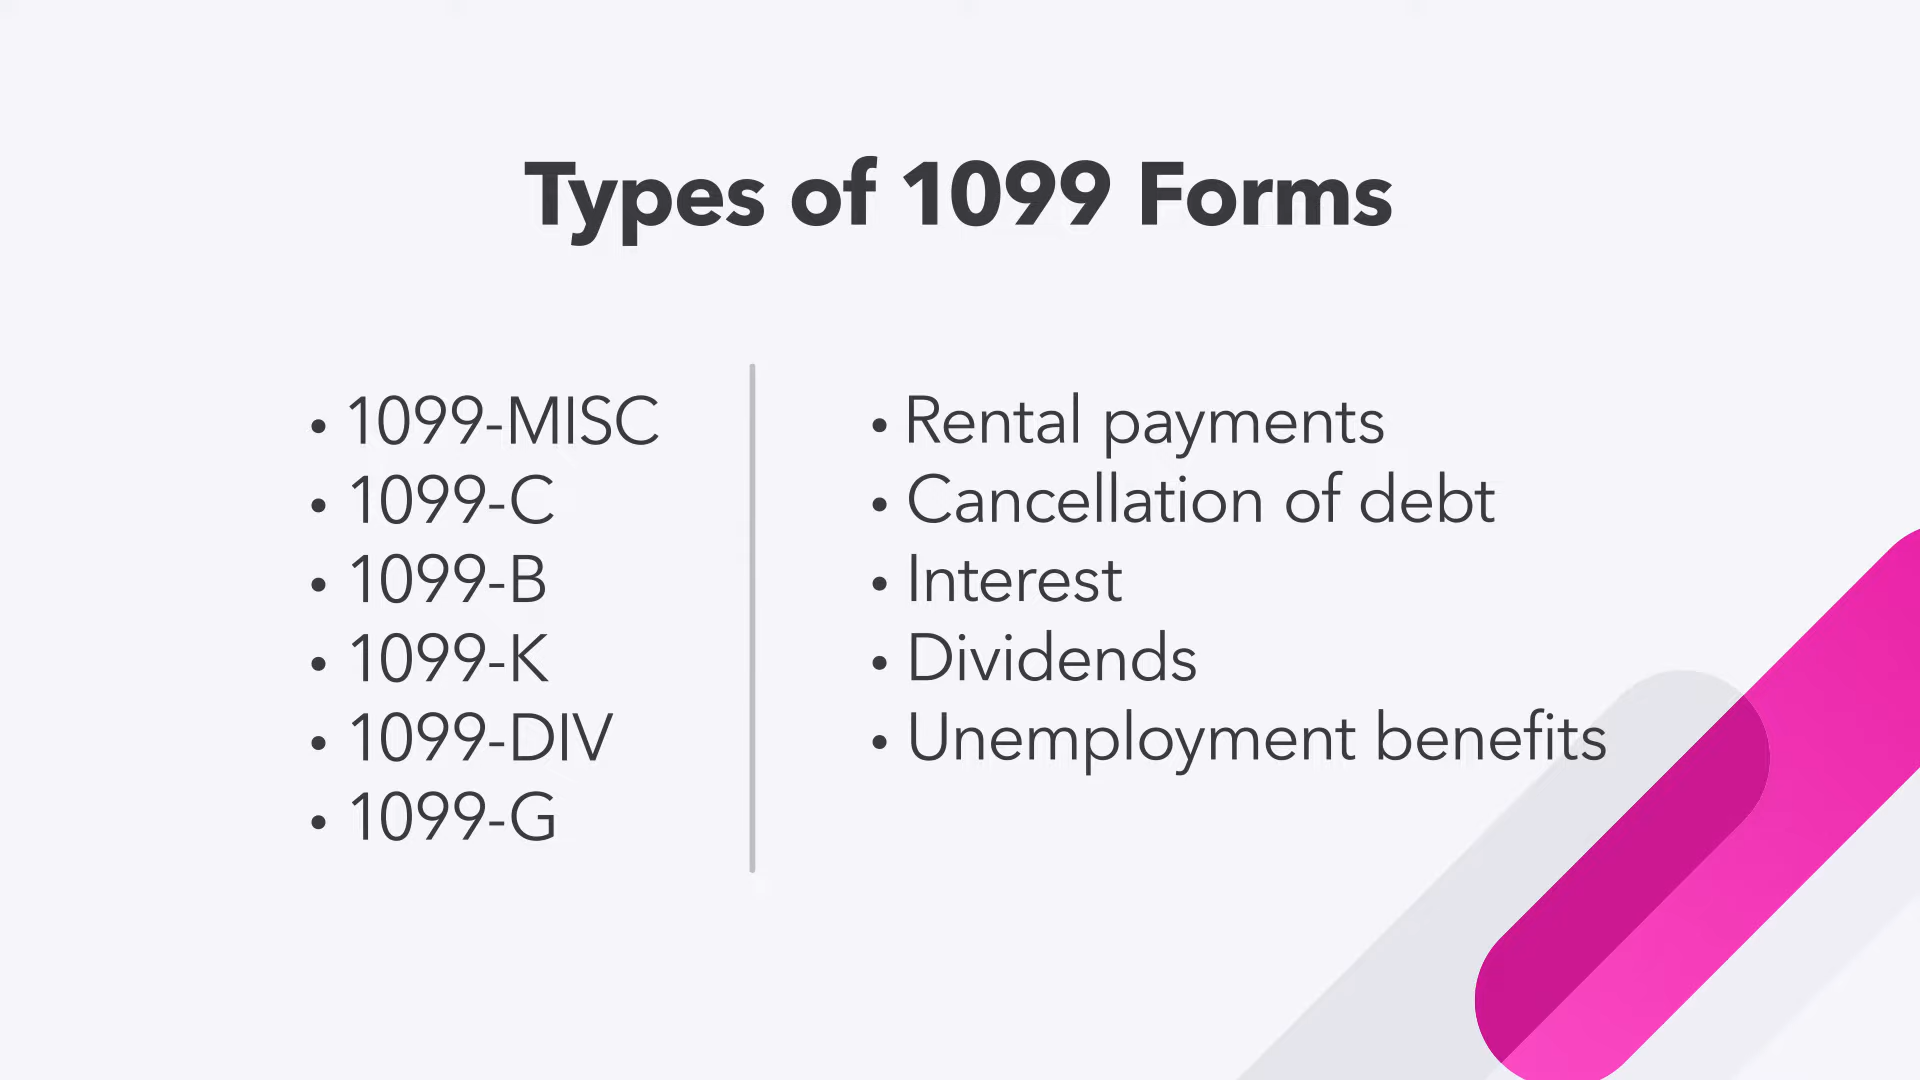 Types of 1099 Forms
• 1099-MISC
• 1099-C
• 1099-B
• 1099-K
• 1099-DIV
• 1099-G
• Rental payments
• Cancellation of debt
• Interest
• Dividends
• Unemployment benefits